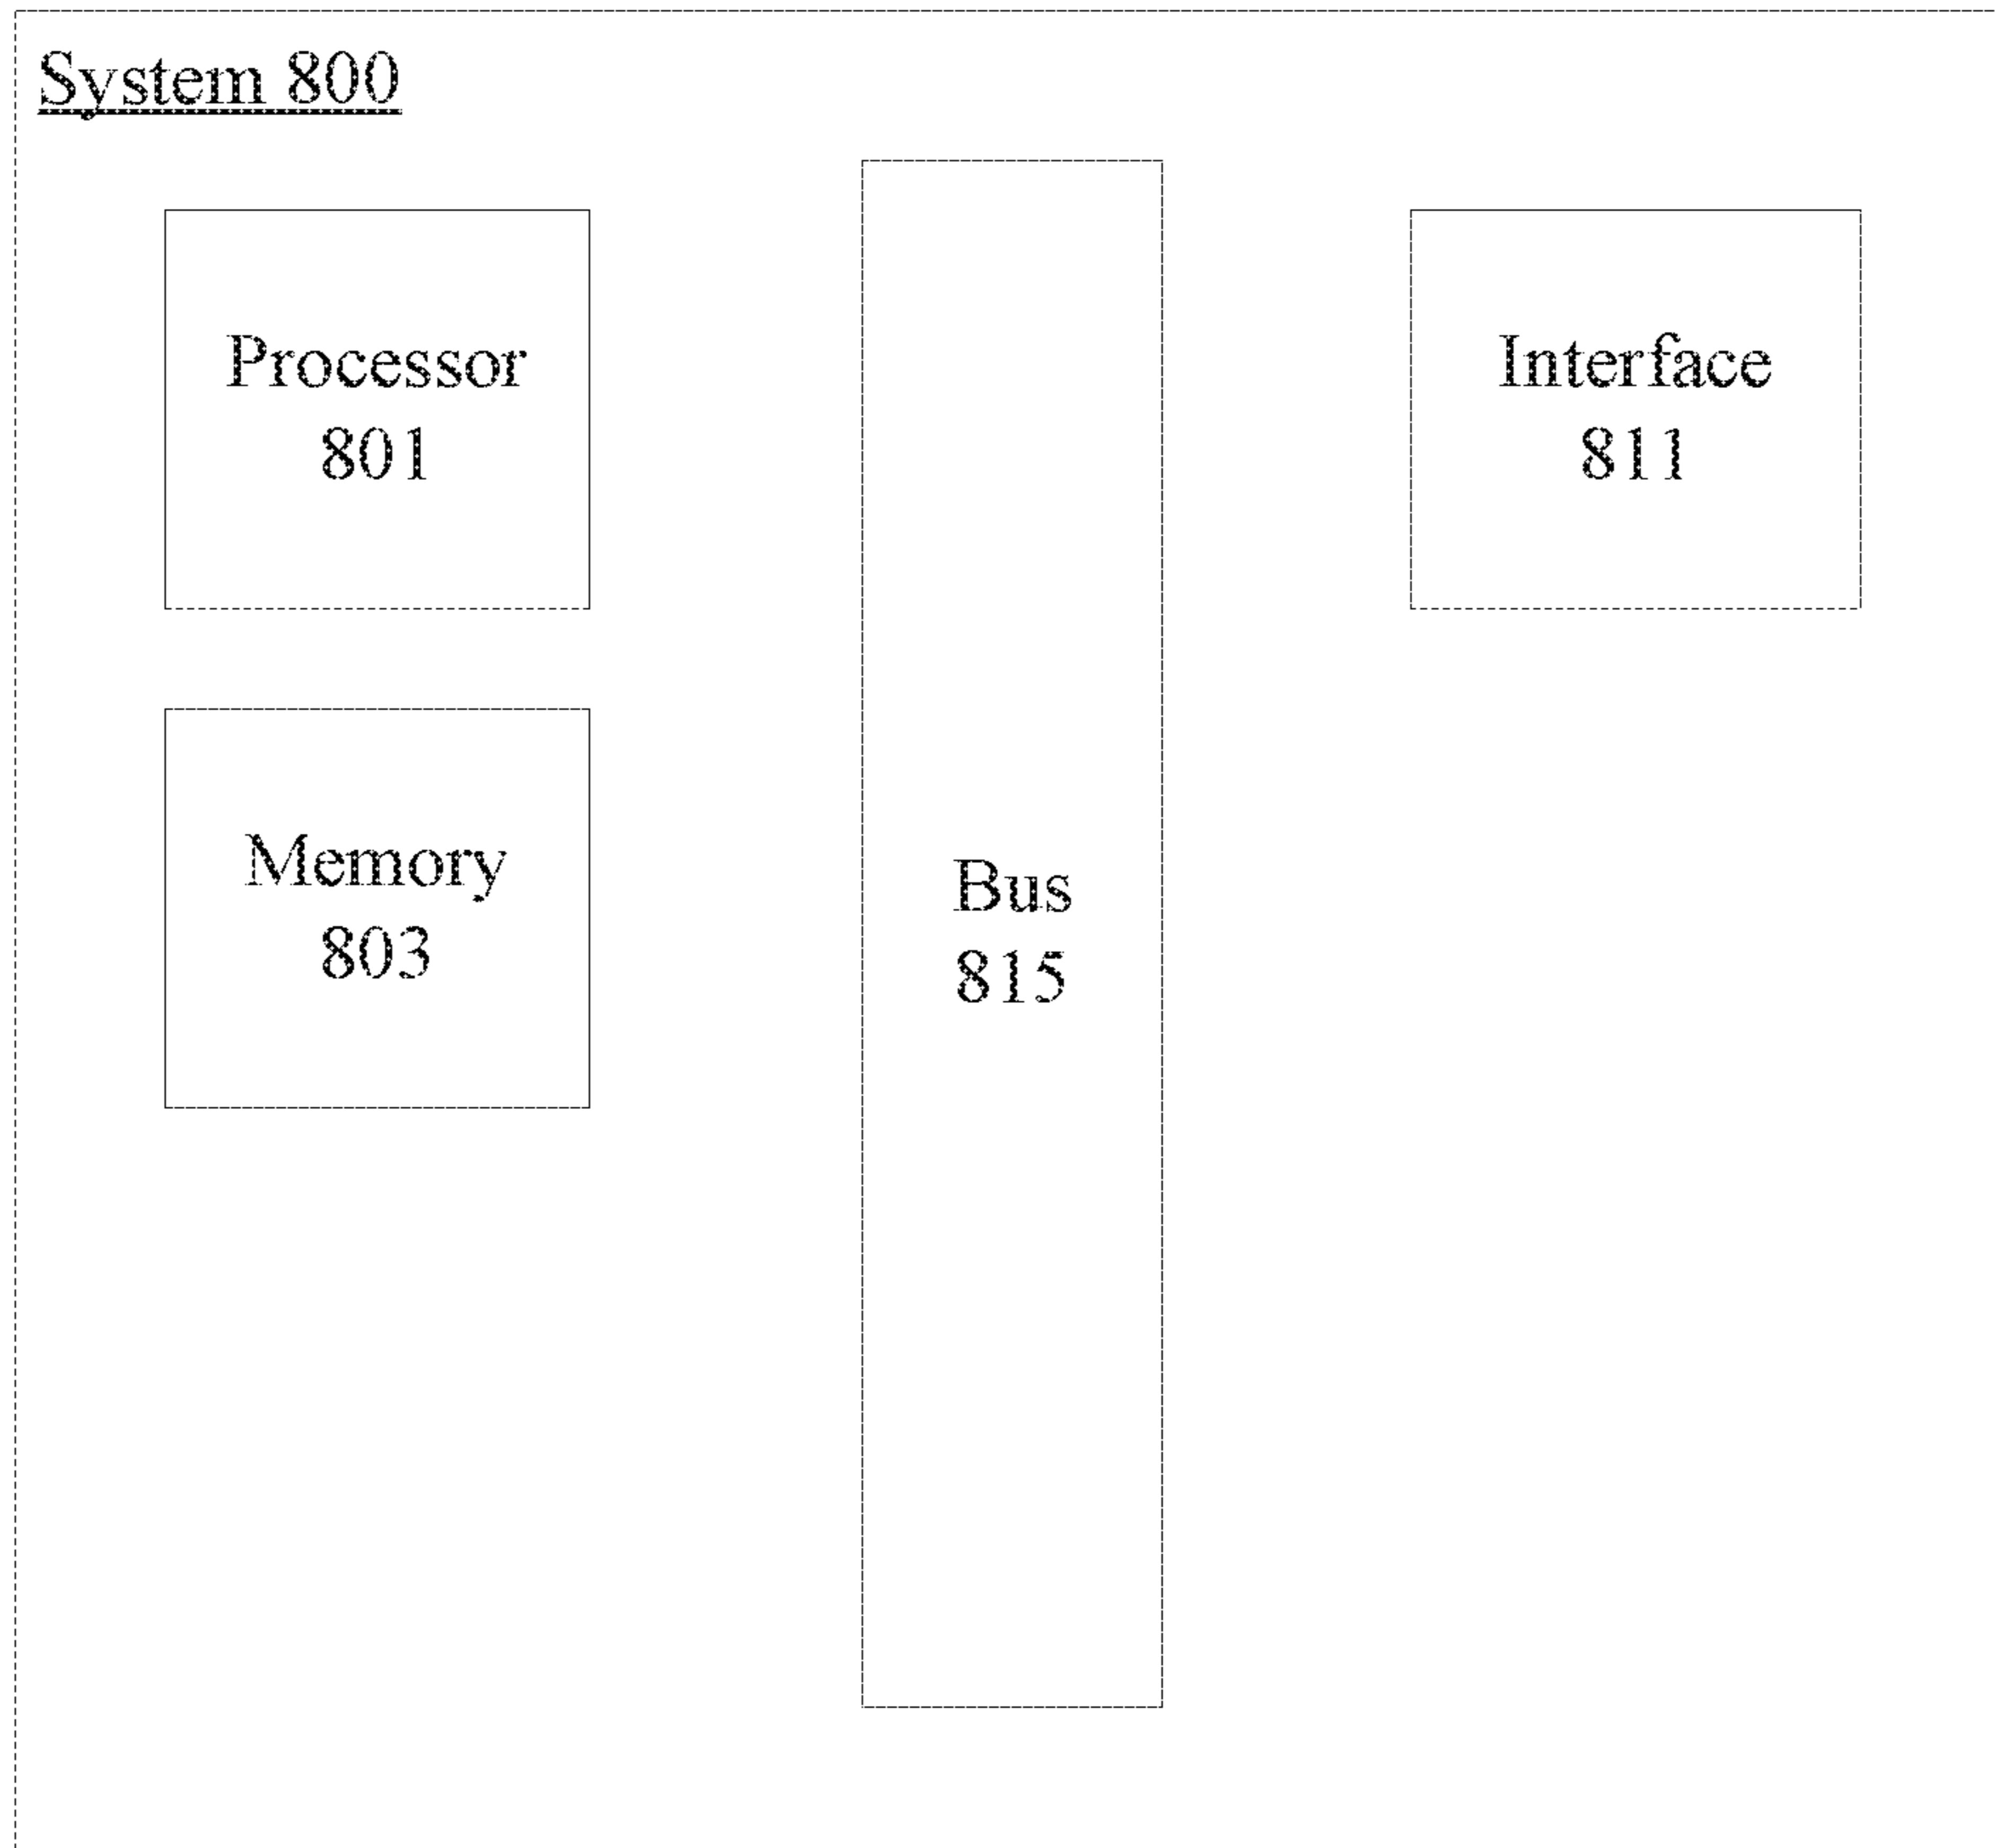 System 800
Processor
801
Interface
811
Memory
803
Bus
815